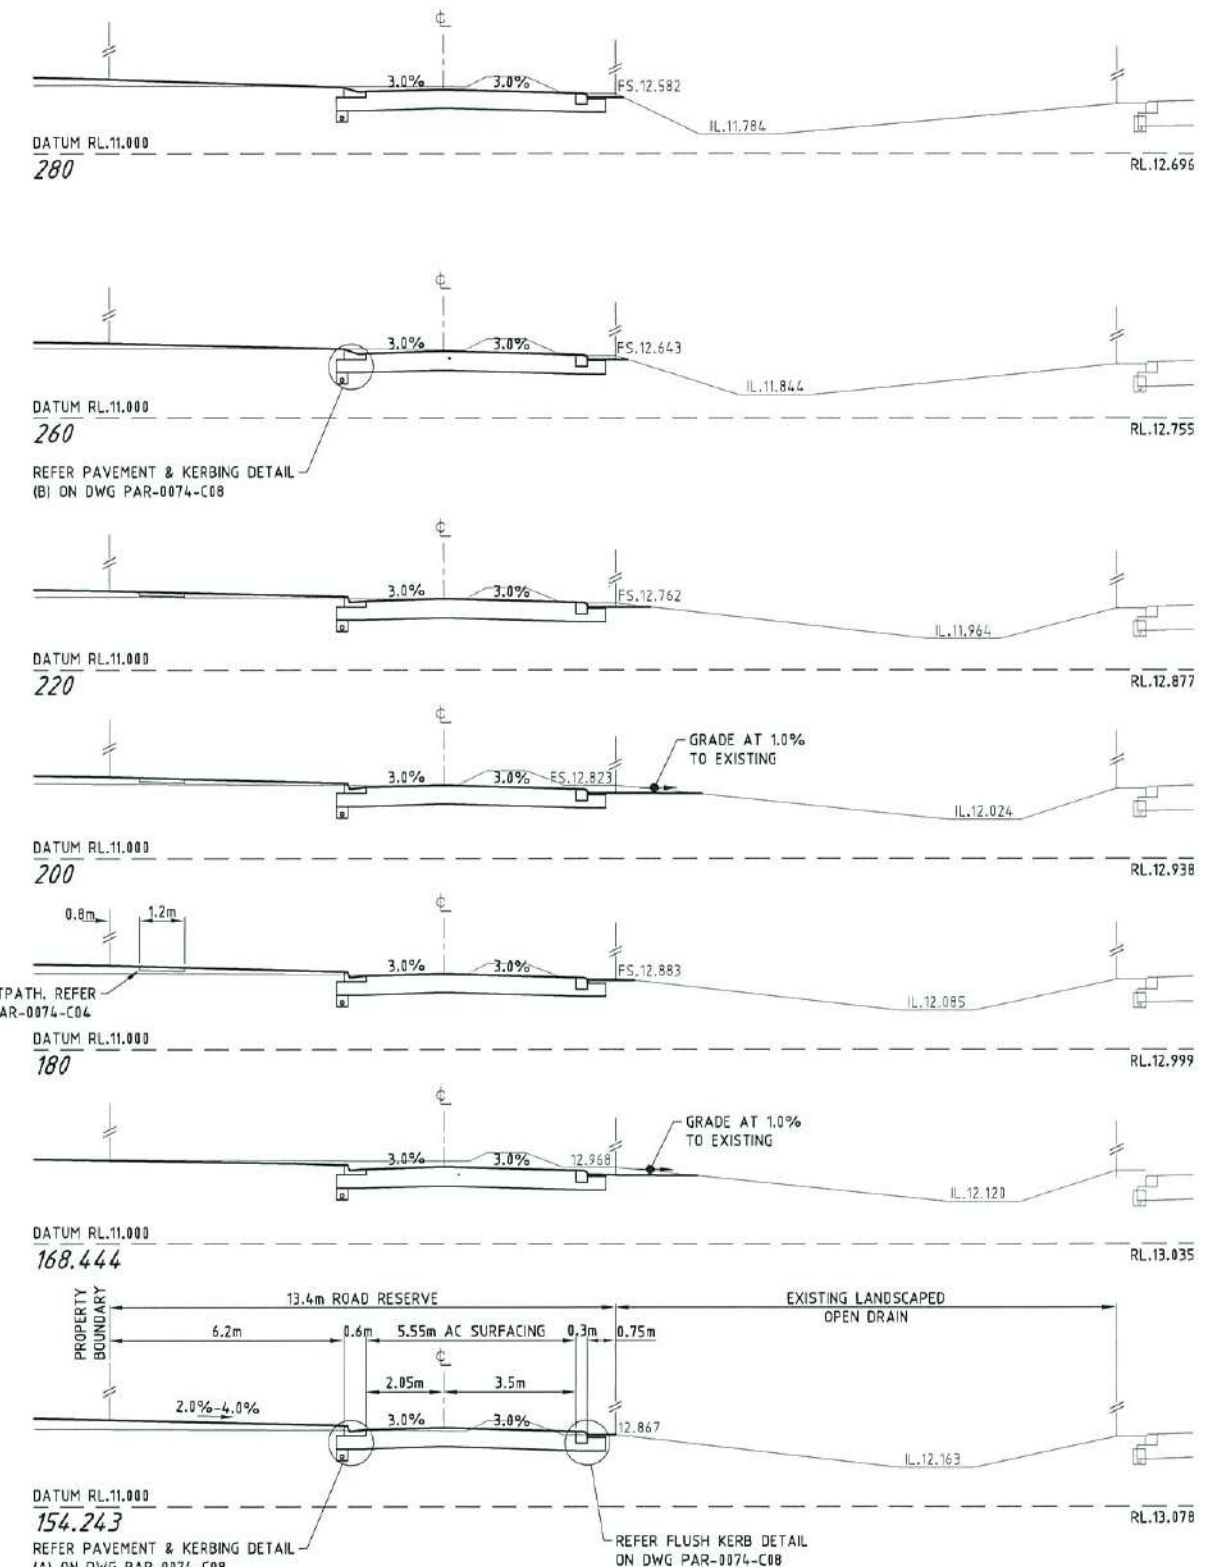 ℄
3.0% 3.0% FS.12.582
IL.11.784
DATUM RL.11.000
280 RL.12.696
℄
3.0% 3.0% FS.12.643
IL.11.844
DATUM RL.11.000
260 RL.12.755
REFER PAVEMENT & KERBING DETAIL
(B) ON DWG PAR-0074-C08
℄
3.0% 3.0% FS.12.762
IL.11.964
DATUM RL.11.000
220 RL.12.877
℄
GRADE AT 1.0%
TO EXISTING
3.0% 3.0% FS.12.823
IL.12.024
DATUM RL.11.000
200 RL.12.938
℄
0.8m 1.2m
3.0% 3.0% FS.12.883
TPATH. REFER
AR-0074-C04
IL.12.085
DATUM RL.11.000
180 RL.12.999
℄
GRADE AT 1.0%
TO EXISTING
3.0% 3.0% 12.968
IL.12.120
DATUM RL.11.000
168.444 RL.13.035
PROPERTY
BOUNDARY
13.4m ROAD RESERVE
EXISTING LANDSCAPED
OPEN DRAIN
6.2m 0.6m 5.55m AC SURFACING 0.3m 0.75m
℄
2.05m 3.5m
2.0%-4.0%
3.0% 3.0% 12.867
IL.12.163
DATUM RL.11.000
154.243 RL.13.078
REFER PAVEMENT & KERBING DETAIL
(A) ON DWG PAR-0074-C08
REFER FLUSH KERB DETAIL
ON DWG PAR-0074-C08